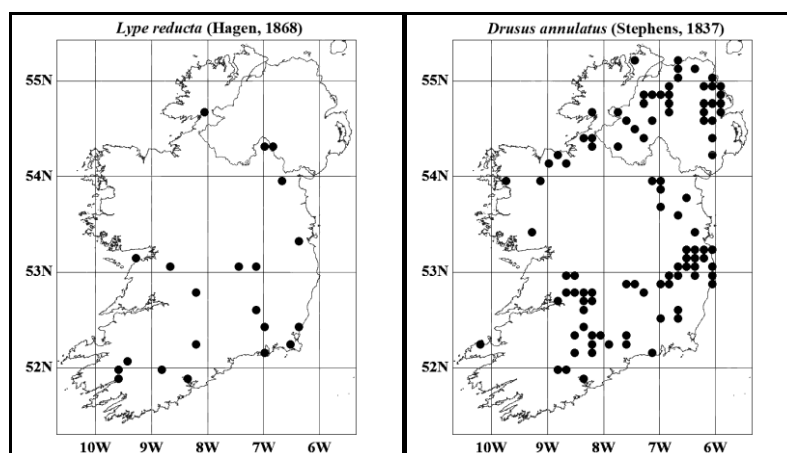 Lype reducta (Hagen, 1868)
55N
54N
53N
52N
10W 9W 8W 7W 6W
Drusus annulatus (Stephens, 1837)
55N
54N
53N
52N
10W 9W 8W 7W 6W